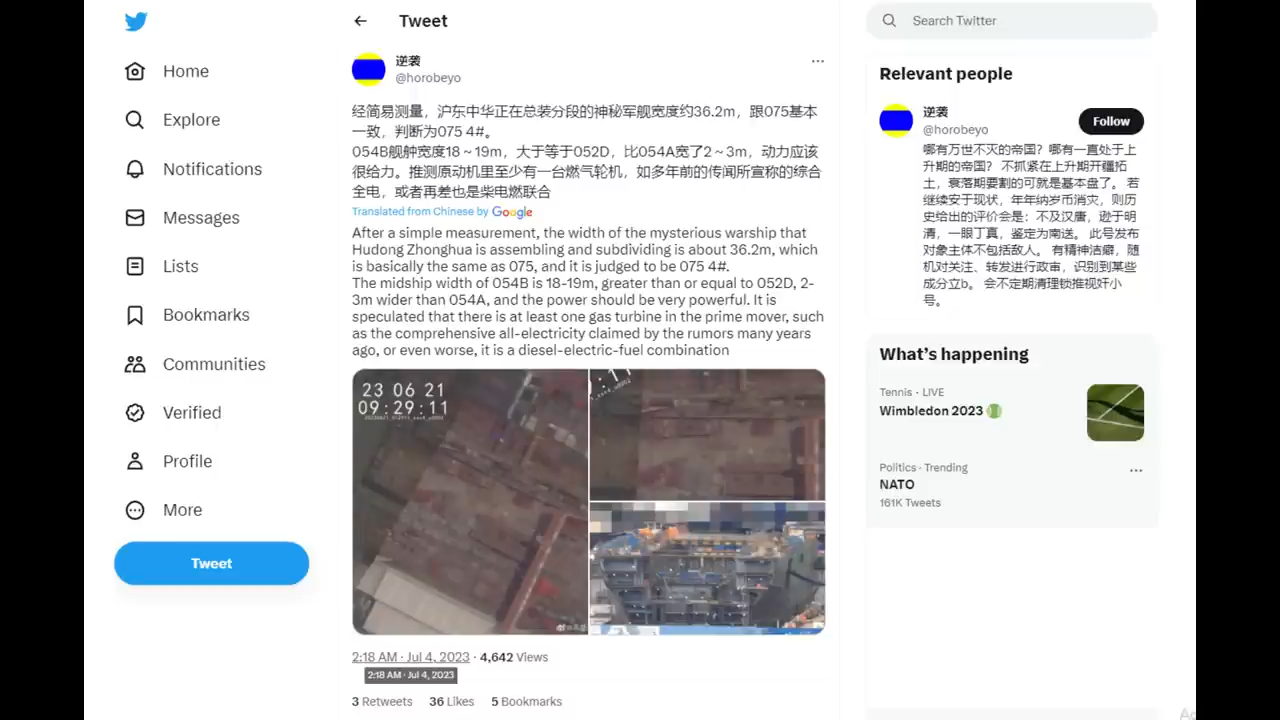 Home
Explore
Notifications
Messages
Lists
Bookmarks
Communities
Verified
Profile
More
Tweet
Tweet
逆袭
@horobeyo
经简易测量，沪东中华正在总装分段的神秘军舰宽度约36.2m，跟075基本
一致，判断为075 4#。
054B舰舯宽度18～19m，大于等于052D，比054A宽了2～3m，动力应该
很给力。推测原动机里至少有一台燃气轮机，如多年前的传闻所宣称的综合
全电，或者再差也是柴电燃联合
Translated from Chinese by Google
After a simple measurement, the width of the mysterious warship that
Hudong Zhonghua is assembling and subdividing is about 36.2m, which
is basically the same as 075, and it is judged to be 075 4#.
The midship width of 054B is 18-19m, greater than or equal to 052D, 2-
3m wider than 054A, and the power should be very powerful. It is
speculated that there is at least one gas turbine in the prime mover, such
as the comprehensive all-electricity claimed by the rumors many years
ago, or even worse, it is a diesel-electric-fuel combination
23 06 21
09:29:11
2:18 AM · Jul 4, 2023 · 4,642 Views
2:18 AM · Jul 4, 2023
3 Retweets 36 Likes 5 Bookmarks
Search Twitter
Relevant people
逆袭
@horobeyo
Follow
哪有万世不灭的帝国？哪有一直处于上
升期的帝国？ 不抓紧在上升期开疆拓
土，衰落期要割的可就是基本盘了。 若
继续安于现状，年年纳岁币消灾，则历
史给出的评价会是：不及汉唐，逊于明
清，一眼丁真，鉴定为南送。 此号发布
对象主体不包括敌人。 有精神洁癖，随
机对关注、转发进行政审，识别到某些
成分立b。 会不定期清理锁推视奸小
号。
What's happening
Tennis · LIVE
Wimbledon 2023
Politics · Trending
NATO
161K Tweets